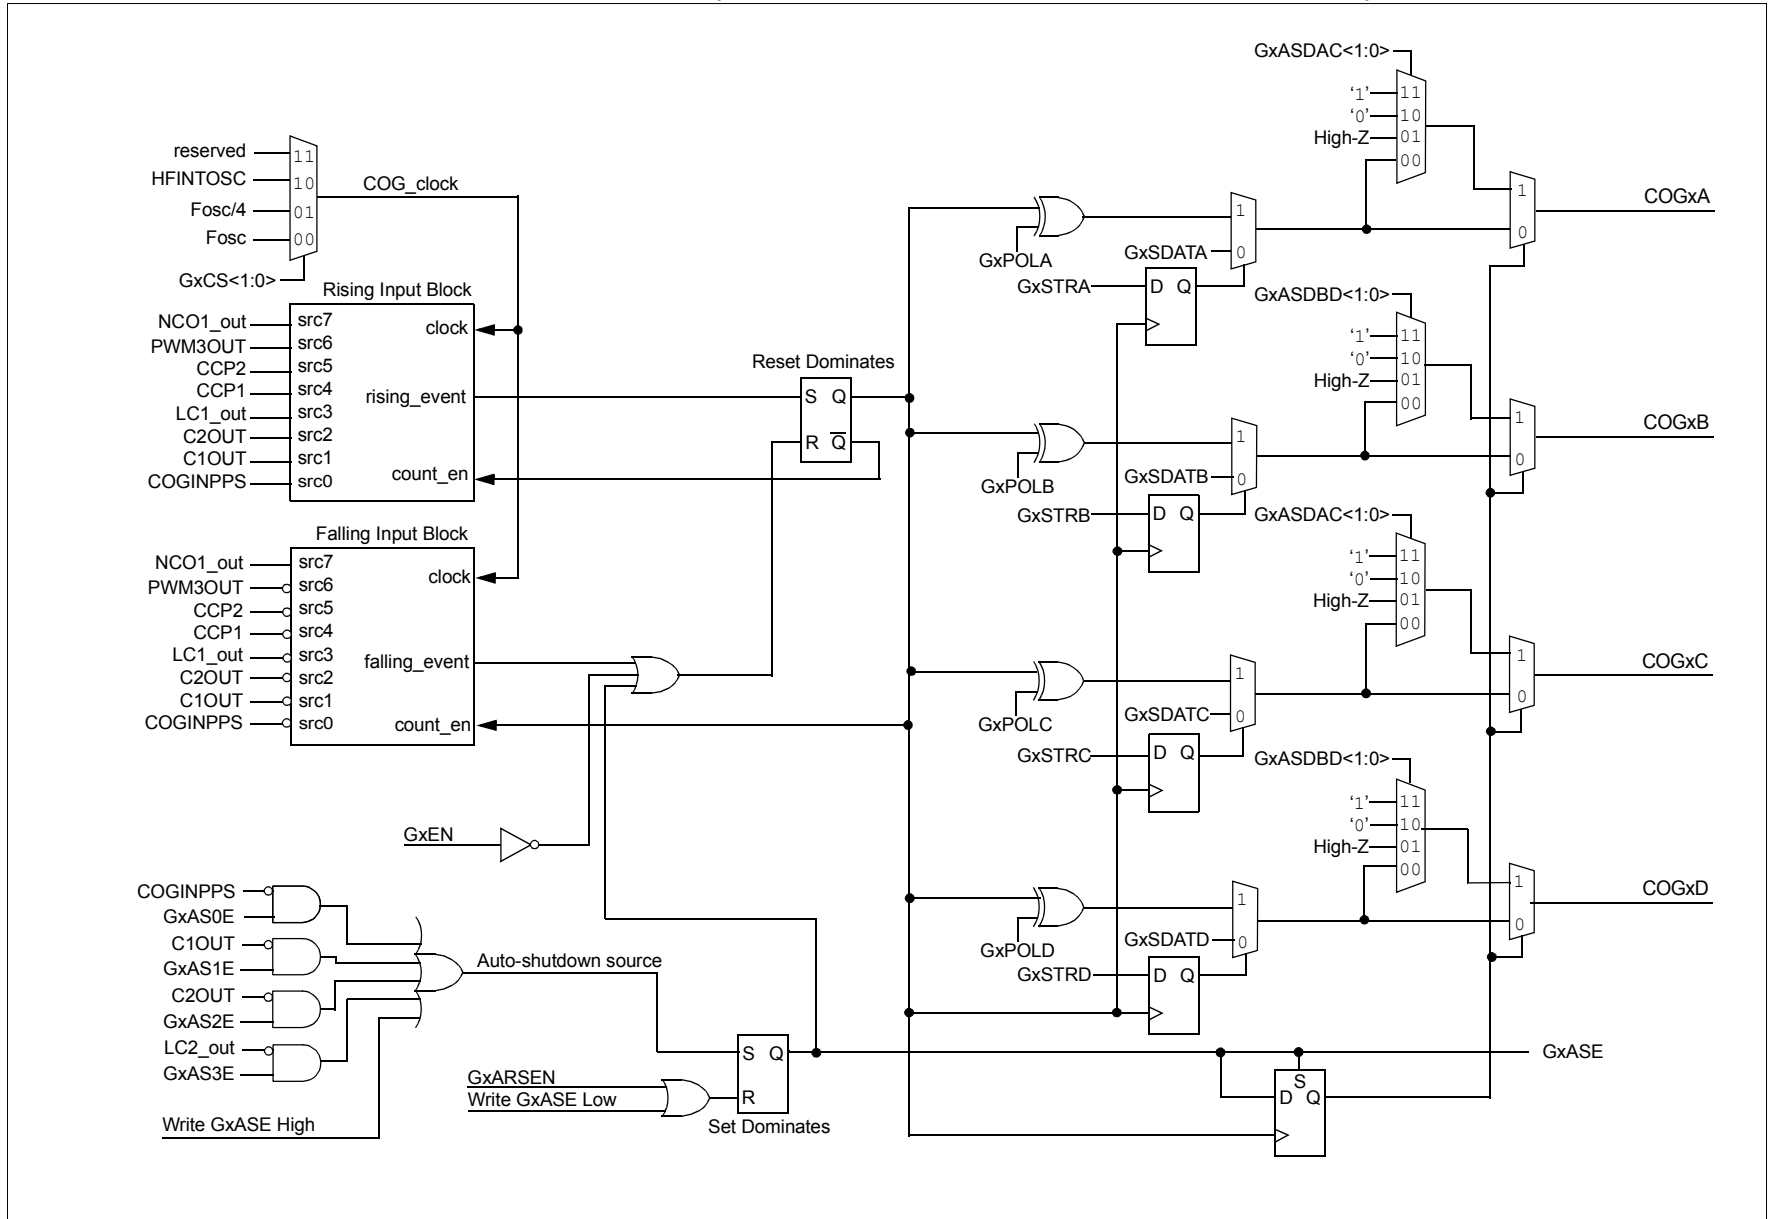 GxASDAC<1:0>
‘1’ 11
‘0’ 10
High-Z 01
00
1
0
COGxA
reserved 11
HFINTOSC 10
Fosc/4 01
Fosc 00
GxCS<1:0>
COG_clock
Rising Input Block
NCO1_out src7
PWM3OUT src6
CCP2 src5
CCP1 src4
LC1_out src3
C2OUT src2
C1OUT src1
COGINPPS src0
clock
rising_event
count_en
Reset Dominates
S Q
R Q
Falling Input Block
NCO1_out src7
PWM3OUT src6
CCP2 src5
CCP1 src4
LC1_out src3
C2OUT src2
C1OUT src1
COGINPPS src0
clock
falling_event
count_en
GxEN
COGINPPS
GxAS0E
C1OUT
GxAS1E
C2OUT
GxAS2E
LC2_out
GxAS3E
Write GxASE High
Auto-shutdown source
GxARSEN
Write GxASE Low
S Q
R
Set Dominates
GxPOLA
GxSDATA
1
0
GxSTRA
D Q
GxASDBD<1:0>
‘1’ 11
‘0’ 10
High-Z 01
00
1
0
COGxB
GxPOLB
GxSDATB
1
0
GxSTRB
D Q
GxASDAC<1:0>
‘1’ 11
‘0’ 10
High-Z 01
00
1
0
COGxC
GxPOLC
GxSDATC
1
0
GxSTRC
D Q
GxASDBD<1:0>
‘1’ 11
‘0’ 10
High-Z 01
00
1
0
COGxD
GxPOLD
GxSDATD
1
0
GxSTRD
D Q
GxASE
S
D Q